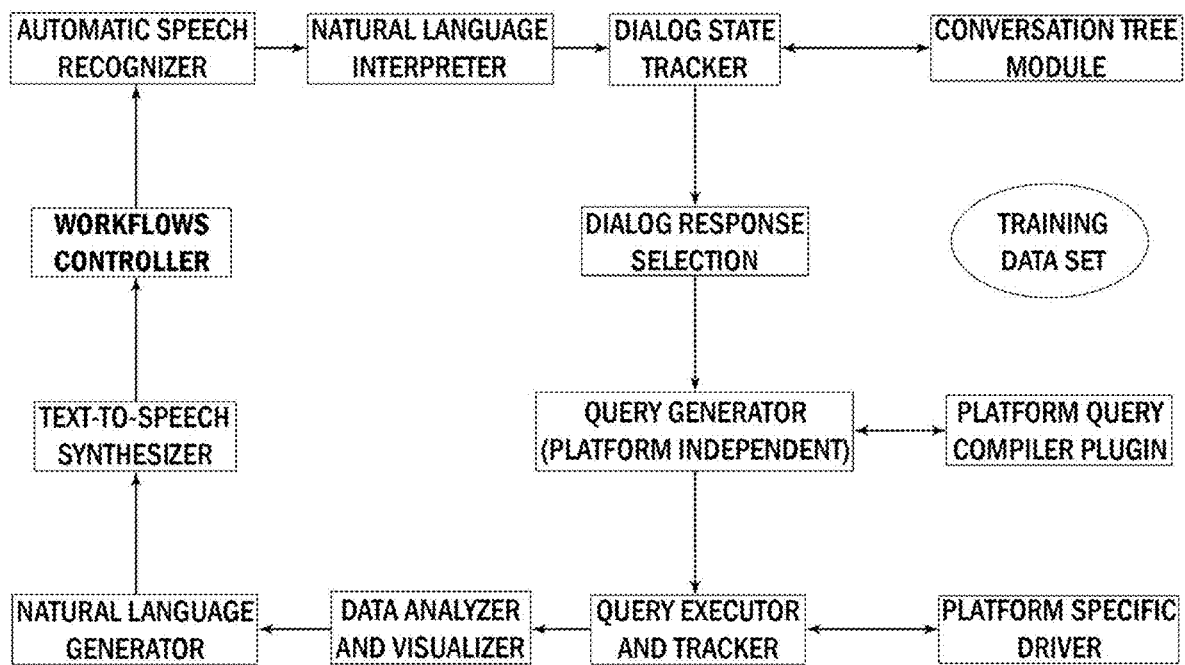 AUTOMATIC SPEECH
RECOGNIZER
NATURAL LANGUAGE
INTERPRETER
DIALOG STATE
TRACKER
CONVERSATION TREE
MODULE
WORKFLOWS
CONTROLLER
DIALOG RESPONSE
SELECTION
TRAINING
DATA SET
TEXT-TO-SPEECH
SYNTHESIZER
QUERY GENERATOR
(PLATFORM INDEPENDENT)
PLATFORM QUERY
COMPILER PLUGIN
NATURAL LANGUAGE
GENERATOR
DATA ANALYZER
AND VISUALIZER
QUERY EXECUTOR
AND TRACKER
PLATFORM SPECIFIC
DRIVER